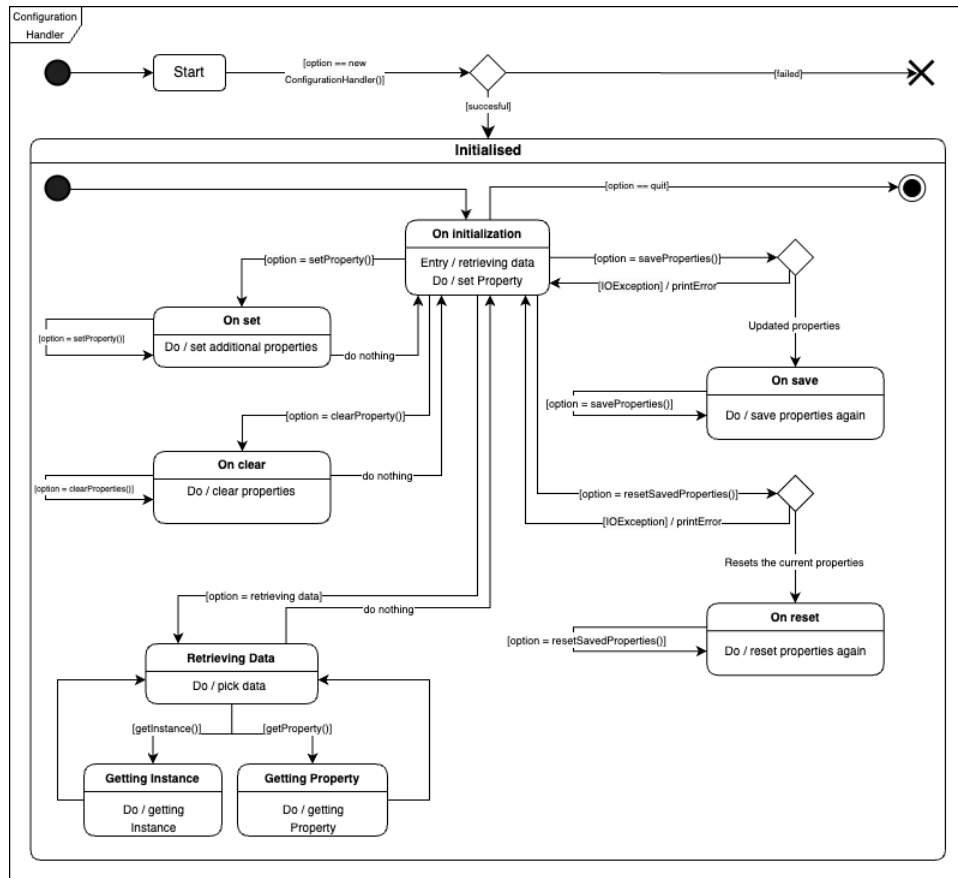 Configuration
Handler
Start
[option == new
ConfigurationHandler()]
[failed]
[succesful]
Initialised
[option == quit]
On initialization
Entry / retrieving data
Do / set Property
[option = setProperty()]
[option = saveProperties()]
[IOException] / printError
On set
Do / set additional properties
[option = setProperty()]
do nothing
Updated properties
On save
Do / save properties again
[option = saveProperties()]
[option = clearProperty()]
On clear
Do / clear properties
[option = clearProperties()]
do nothing
[option = resetSavedProperties()]
[IOException] / printError
Resets the current properties
[option = retrieving data]
do nothing
On reset
Do / reset properties again
[option = resetSavedProperties()]
Retrieving Data
Do / pick data
[getInstance()]
[getProperty()]
Getting Instance
Do / getting
Instance
Getting Property
Do / getting
Property